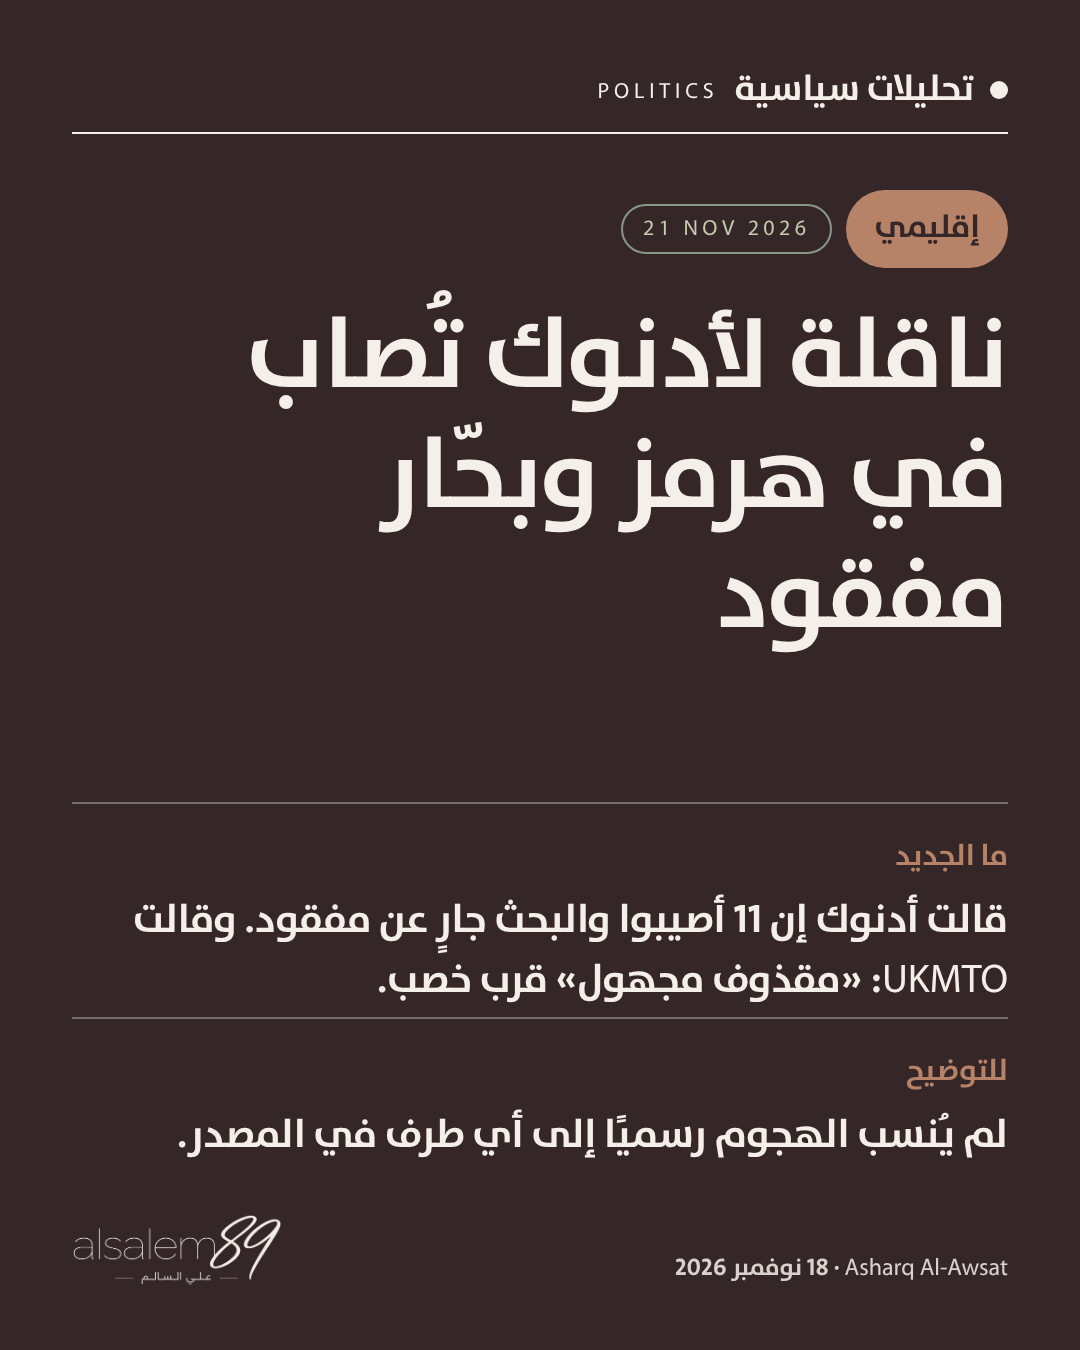 تحليلات سياسية POLITICS
إقليمي 21 NOV 2026
ناقلة لأدنوك تُصاب
في هرمز وبحّار
مفقود
ما الجديد
قالت أدنوك إن 11 أصيبوا والبحث جارٍ عن مفقود. وقالت
UKMTO: «مقذوف مجهول» قرب خصب.
للتوضيح
لم يُنسب الهجوم رسميًا إلى أي طرف في المصدر.
Asharq Al-Awsat · 18 نوفمبر 2026
alsalem89
علي السالم